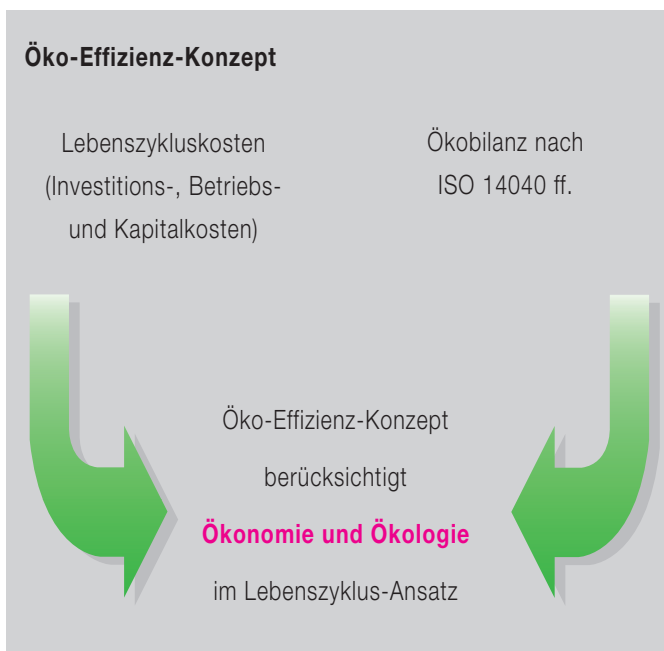 Öko-Effizienz-Konzept
Lebenszykluskosten
(Investitions-, Betriebs-
und Kapitalkosten)
Ökobilanz nach
ISO 14040 ff.
Öko-Effizienz-Konzept
berücksichtigt
Ökonomie und Ökologie
im Lebenszyklus-Ansatz